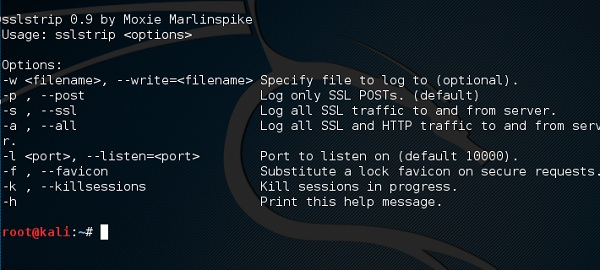 sslstrip 0.9 by Moxie Marlinspike
Usage: sslstrip <options>
Options:
-w <filename>, --write=<filename> Specify file to log to (optional).
-p , --post                       Log only SSL POSTs. (default)
-s , --ssl                        Log all SSL traffic to and from server.
-a , --all                        Log all SSL and HTTP traffic to and from serve
r.
-l <port>, --listen=<port>        Port to listen on (default 10000).
-f , --favicon                    Substitute a lock favicon on secure requests.
-k , --killsessions               Kill sessions in progress.
-h                                Print this help message.
root@kali:~#